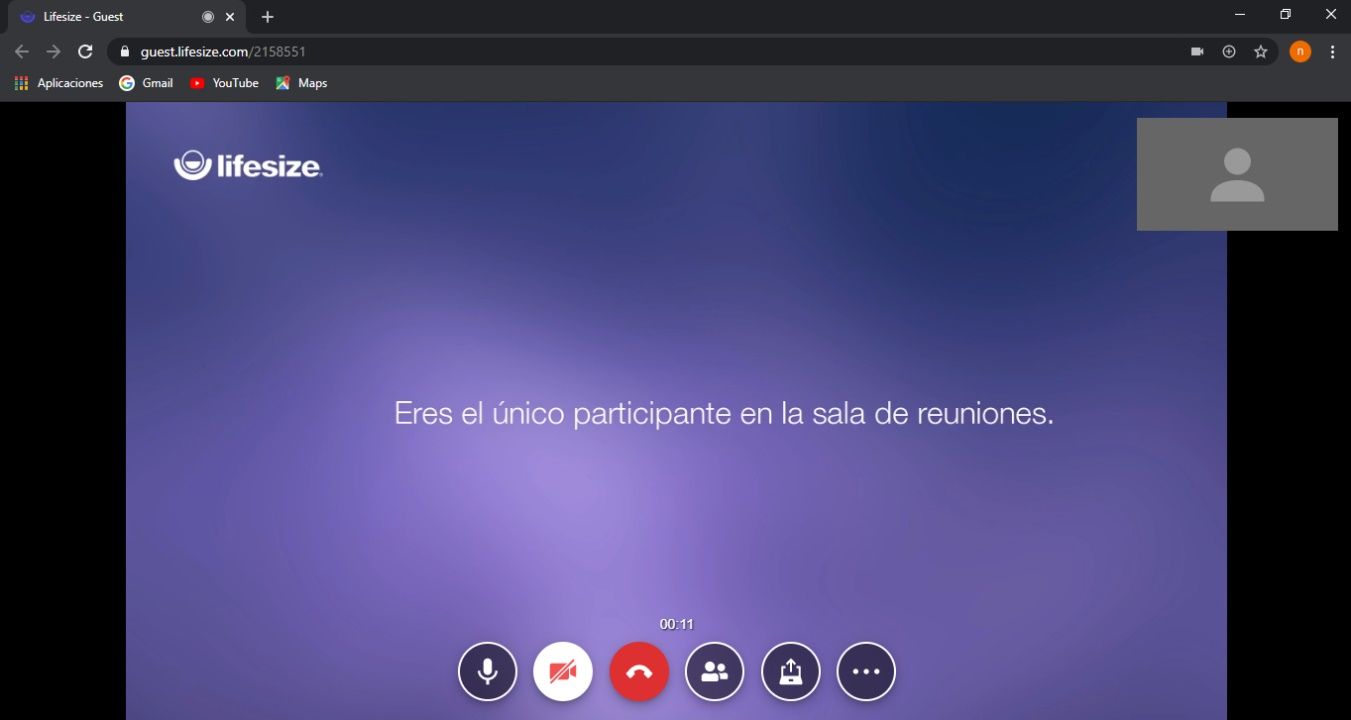 Lifesize - Guest
guest.lifesize.com/2158551
n
Aplicaciones Gmail YouTube Maps
lifesize
Eres el único participante en la sala de reuniones.
00:11